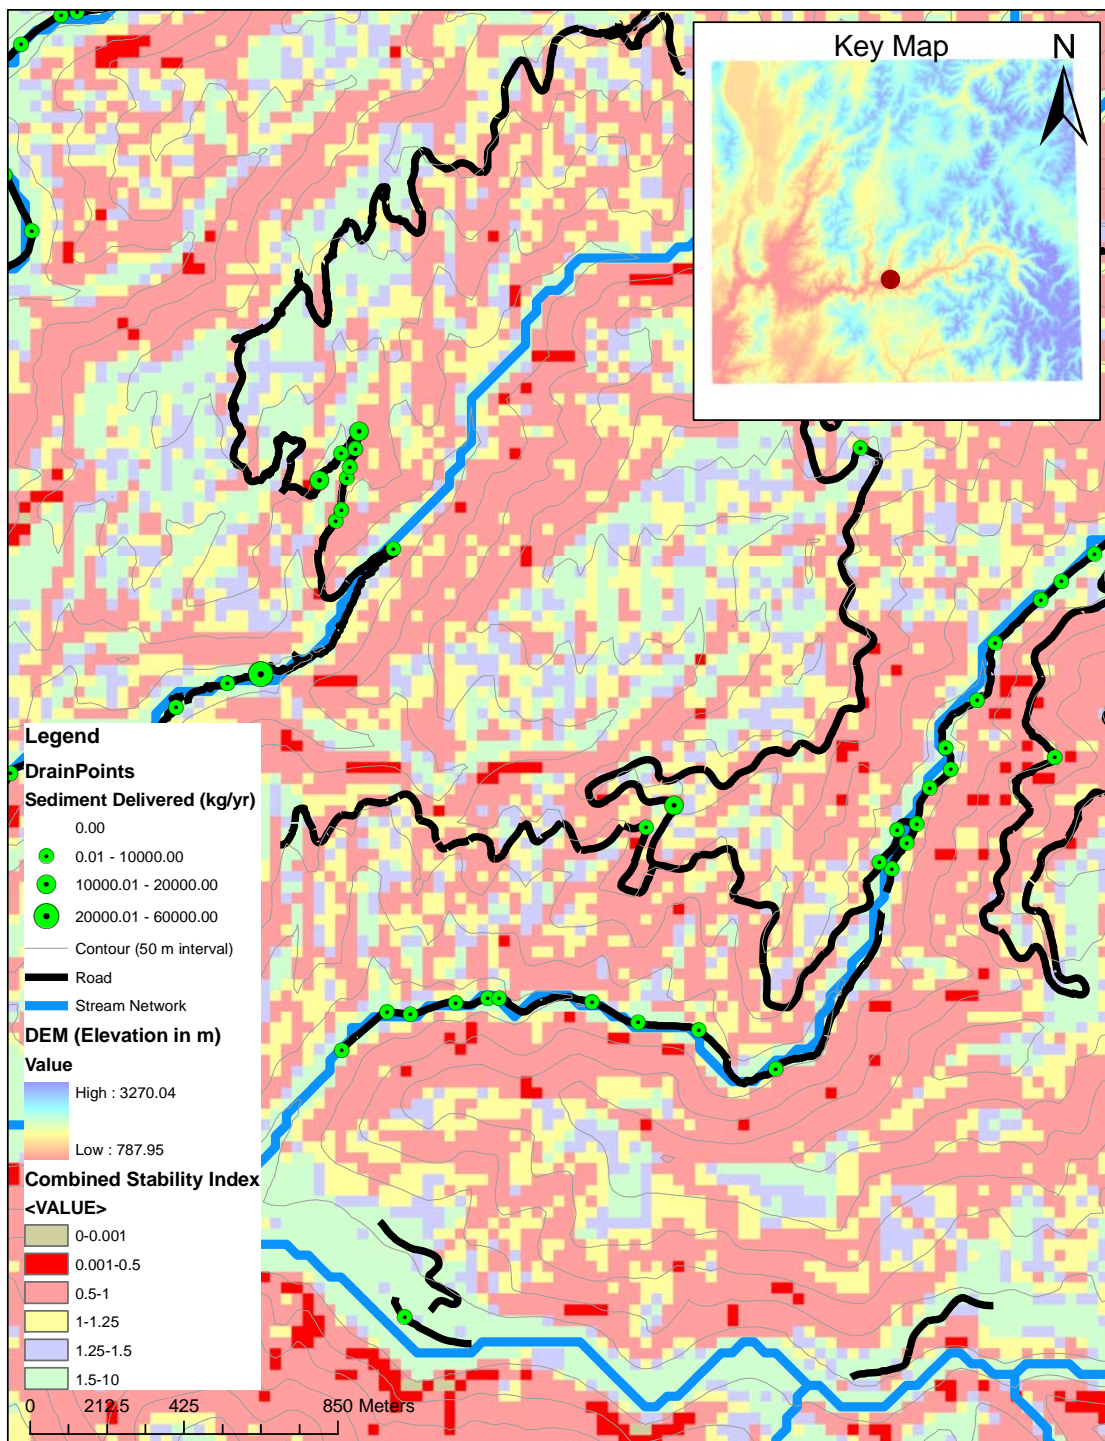 Key Map
N
Legend
DrainPoints
Sediment Delivered (kg/yr)
0.00
0.01 - 10000.00
10000.01 - 20000.00
20000.01 - 60000.00
Contour (50 m interval)
Road
Stream Network
DEM (Elevation in m)
Value
High : 3270.04
Low : 787.95
Combined Stability Index
<VALUE>
0-0.001
0.001-0.5
0.5-1
1-1.25
1.25-1.5
1.5-10
0 212.5 425 850 Meters